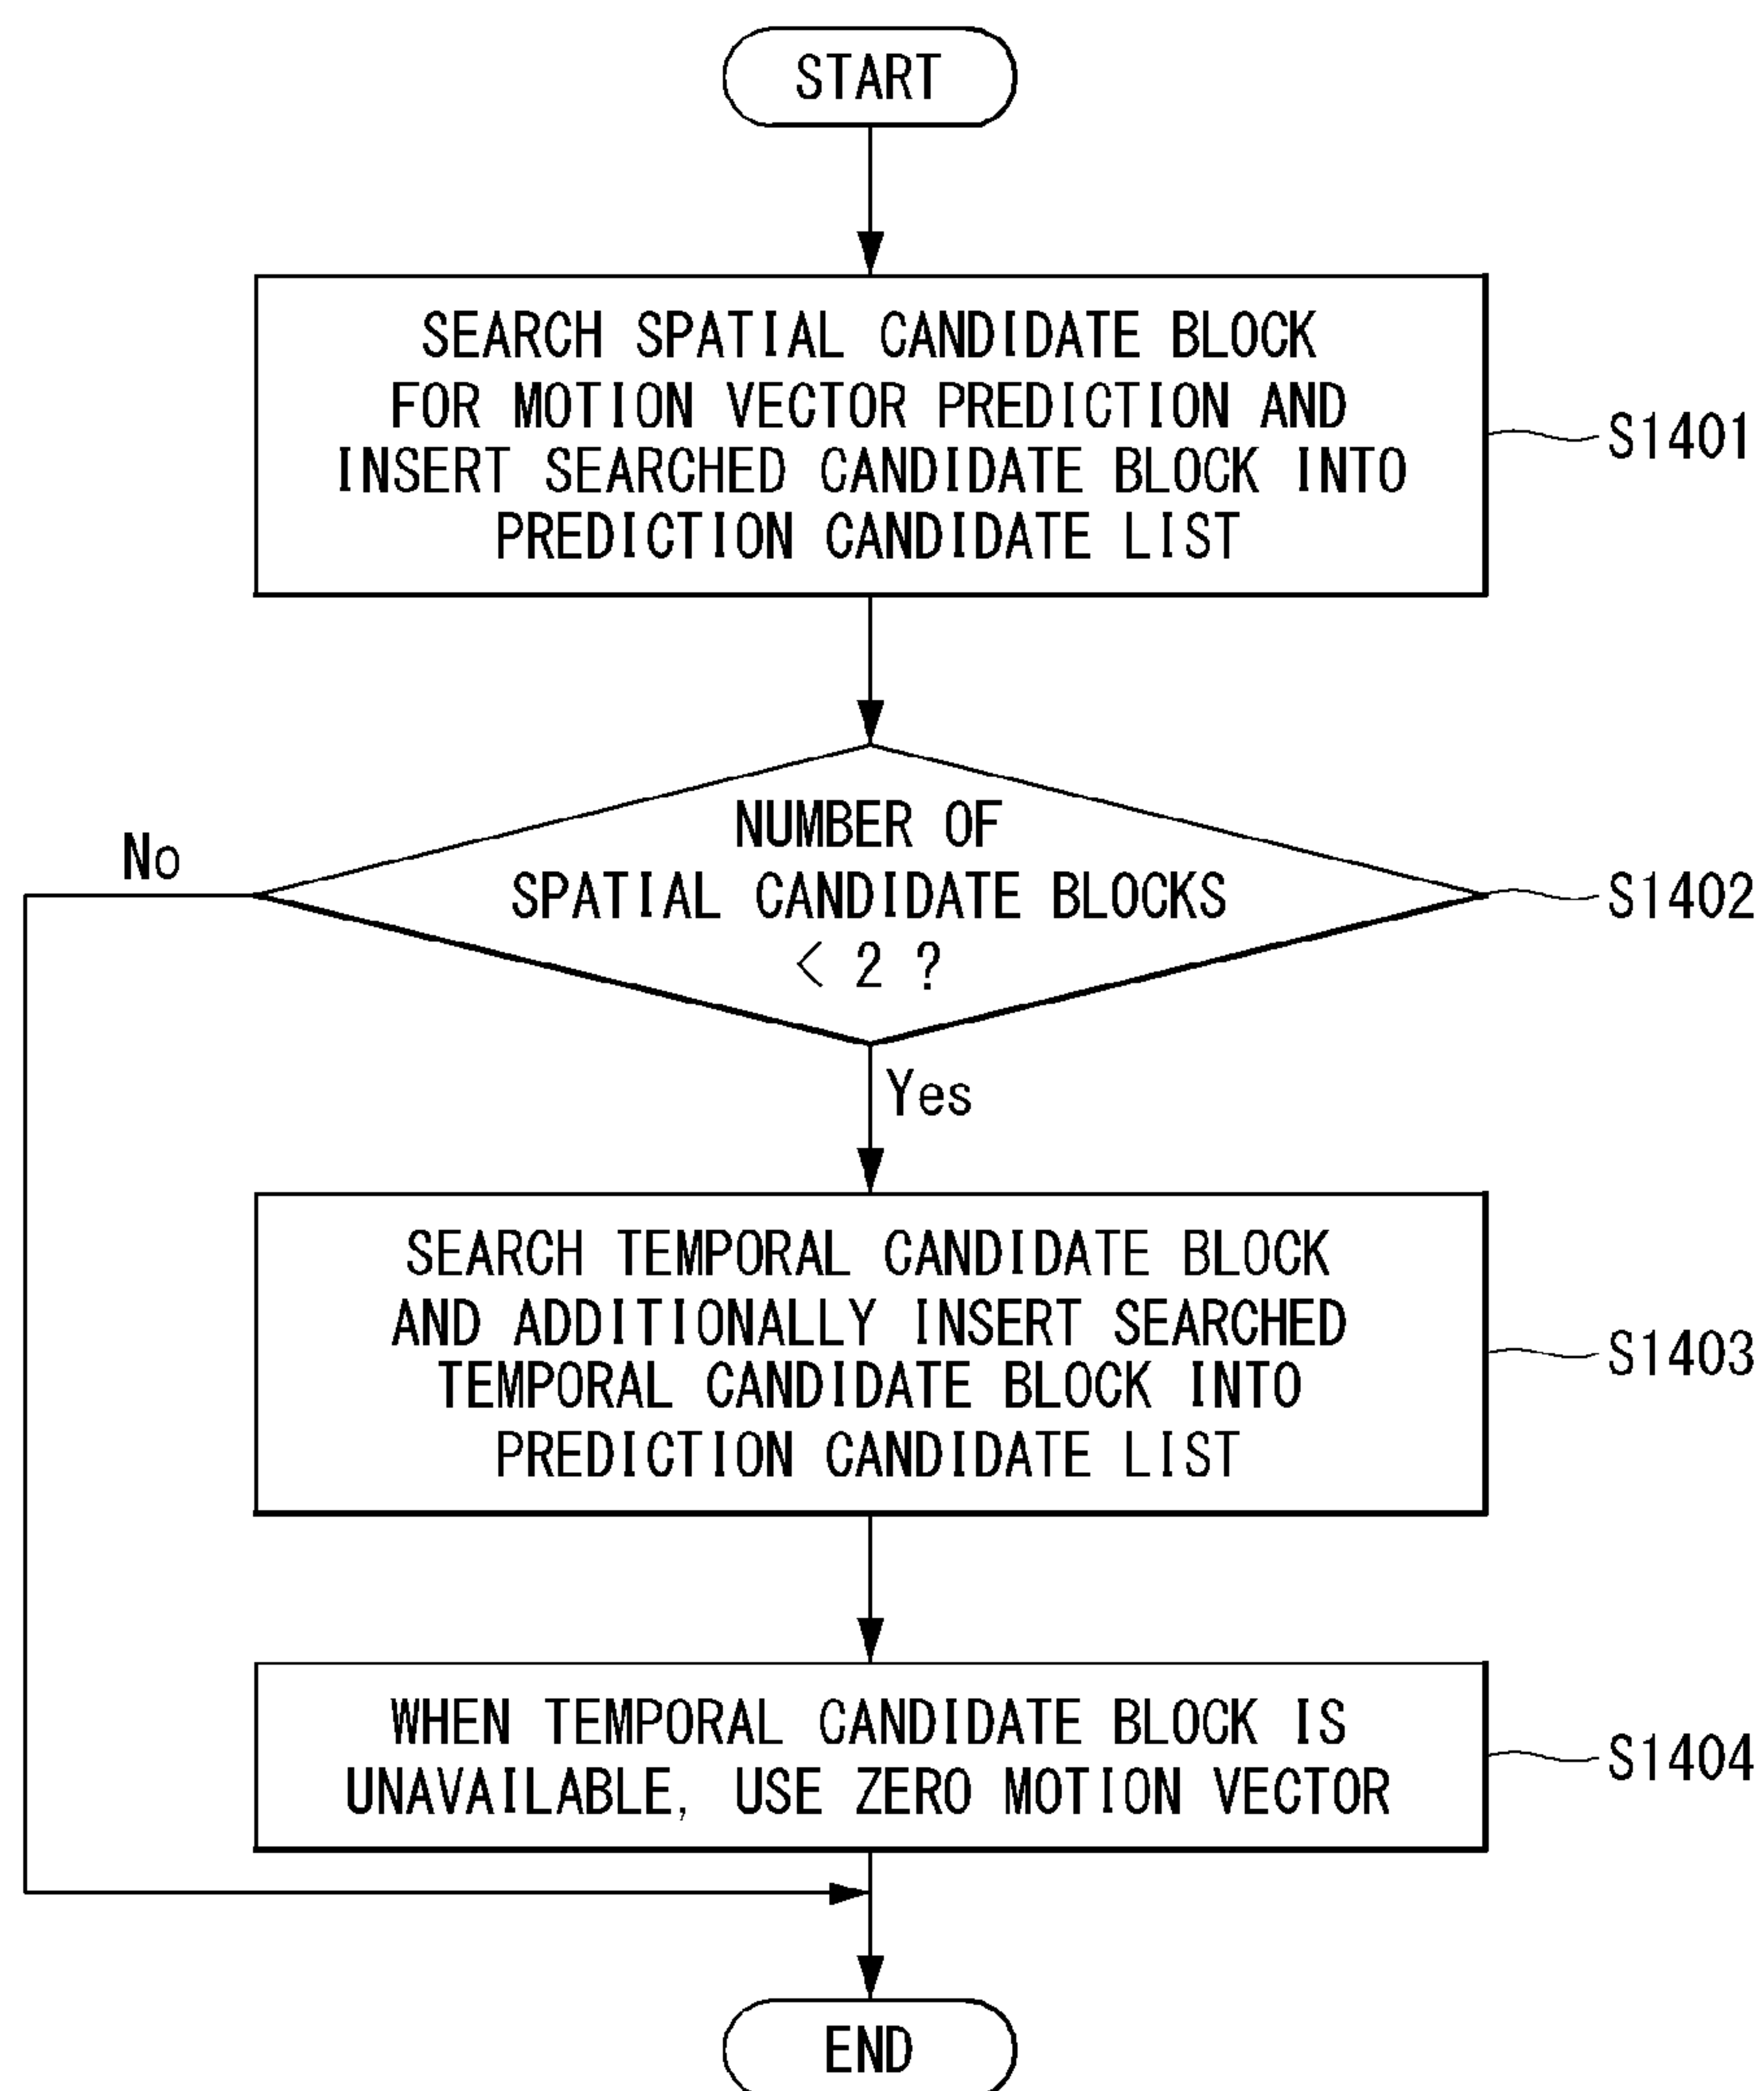 START
SEARCH SPATIAL CANDIDATE BLOCK
FOR MOTION VECTOR PREDICTION AND
INSERT SEARCHED CANDIDATE BLOCK INTO
PREDICTION CANDIDATE LIST
S1401
NUMBER OF
SPATIAL CANDIDATE BLOCKS
< 2 ?
S1402
No
Yes
SEARCH TEMPORAL CANDIDATE BLOCK
AND ADDITIONALLY INSERT SEARCHED
TEMPORAL CANDIDATE BLOCK INTO
PREDICTION CANDIDATE LIST
S1403
WHEN TEMPORAL CANDIDATE BLOCK IS
UNAVAILABLE, USE ZERO MOTION VECTOR
S1404
END